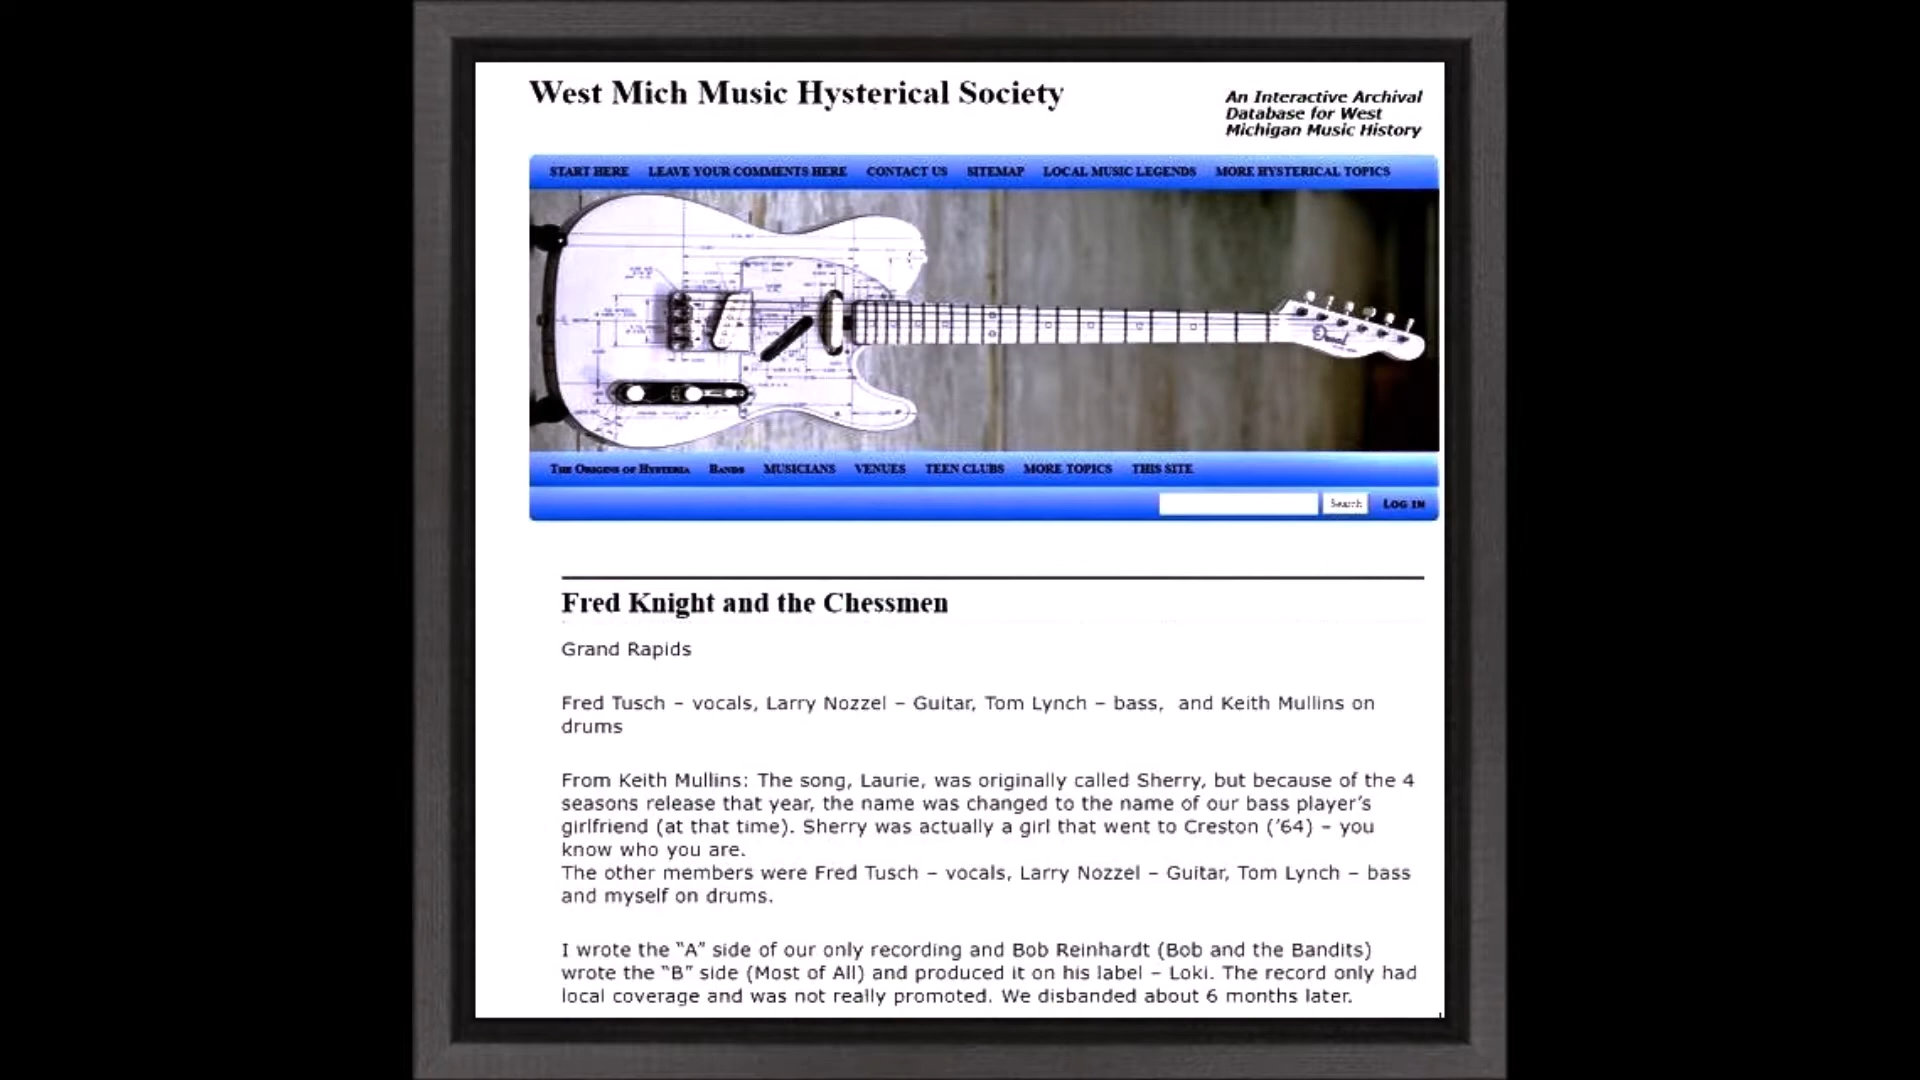 West Mich Music Hysterical Society
An Interactive Archival
Database for West
Michigan Music History
START HERE LEAVE YOUR COMMENTS HERE CONTACT US SITEMAP LOCAL MUSIC LEGENDS MORE HYSTERICAL TOPICS
The Origins of Hysteria Bands MUSICIANS VENUES TEEN CLUBS MORE TOPICS THIS SITE
Search LOG IN
Fred Knight and the Chessmen
Grand Rapids
Fred Tusch – vocals, Larry Nozzel – Guitar, Tom Lynch – bass,  and Keith Mullins on
drums
From Keith Mullins: The song, Laurie, was originally called Sherry, but because of the 4
seasons release that year, the name was changed to the name of our bass player’s
girlfriend (at that time). Sherry was actually a girl that went to Creston (’64) – you
know who you are.
The other members were Fred Tusch – vocals, Larry Nozzel – Guitar, Tom Lynch – bass
and myself on drums.
I wrote the “A” side of our only recording and Bob Reinhardt (Bob and the Bandits)
wrote the “B” side (Most of All) and produced it on his label – Loki. The record only had
local coverage and was not really promoted. We disbanded about 6 months later.